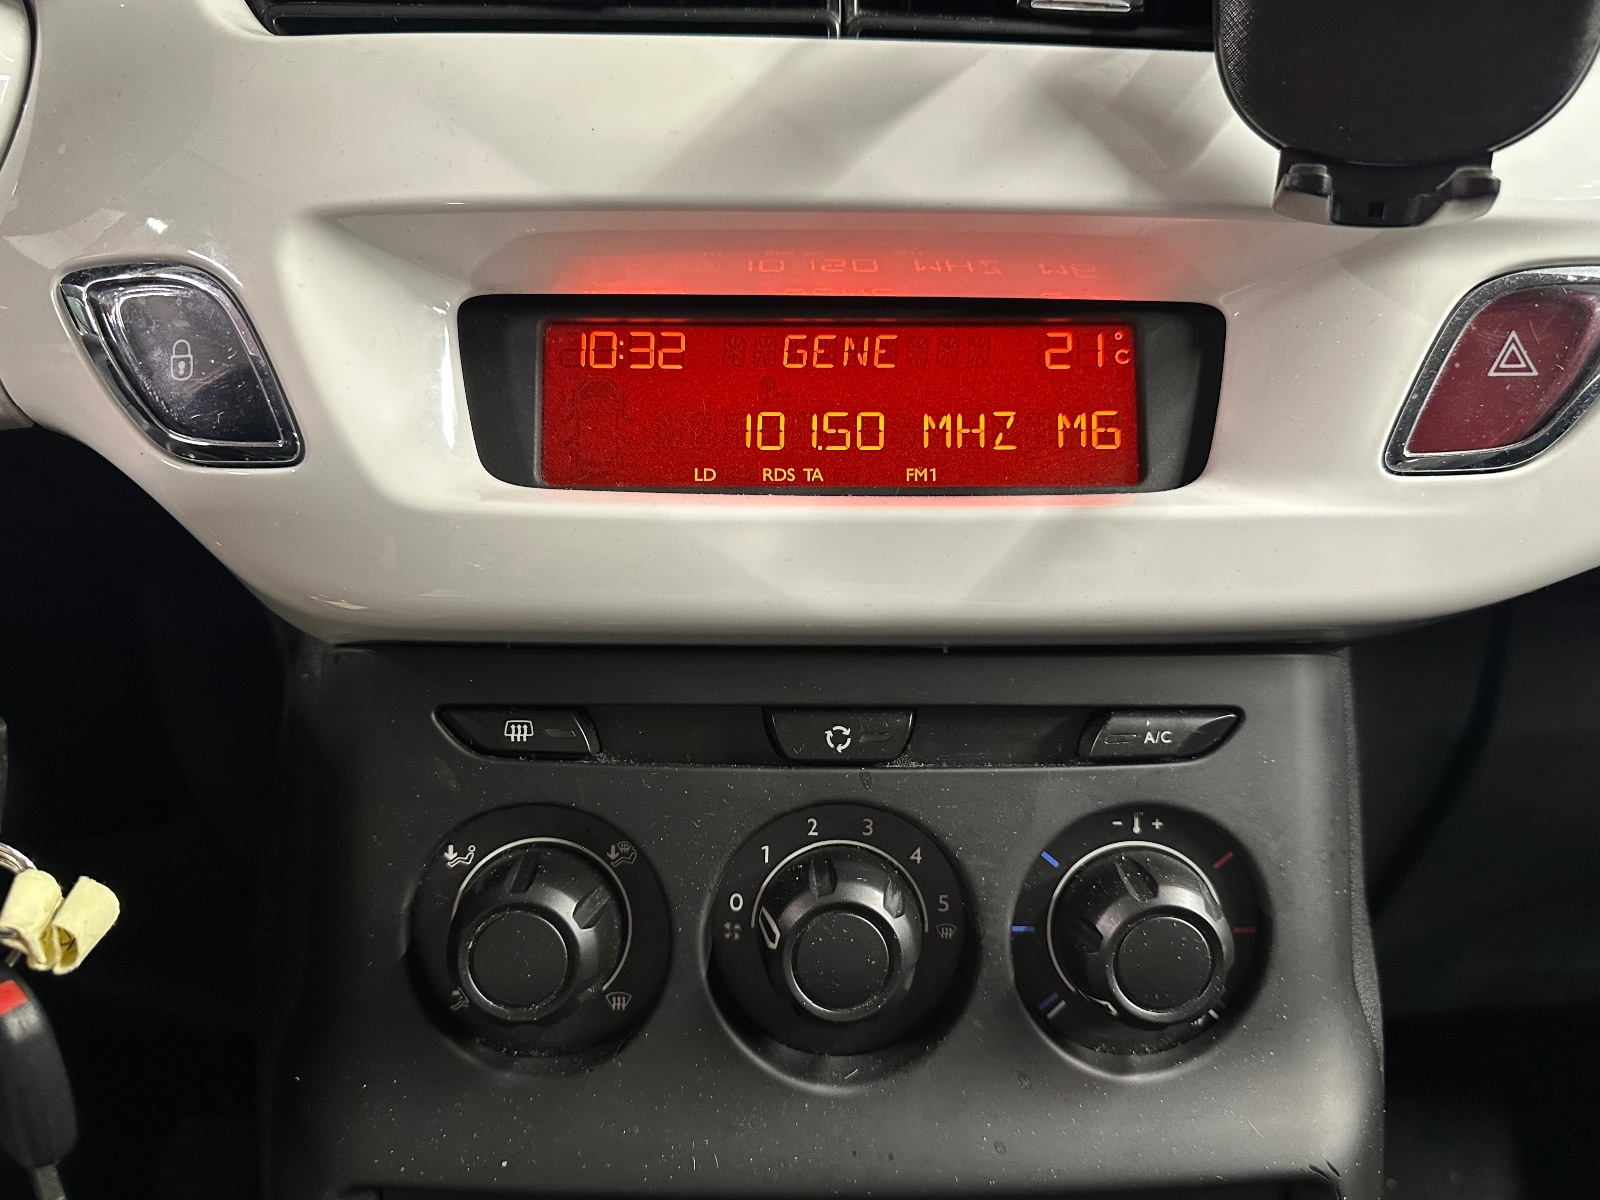 10:32 GENE 21°C
101.50 MHZ M6
LD RDS TA FM1
A/C
0 1 2 3 4 5
- +